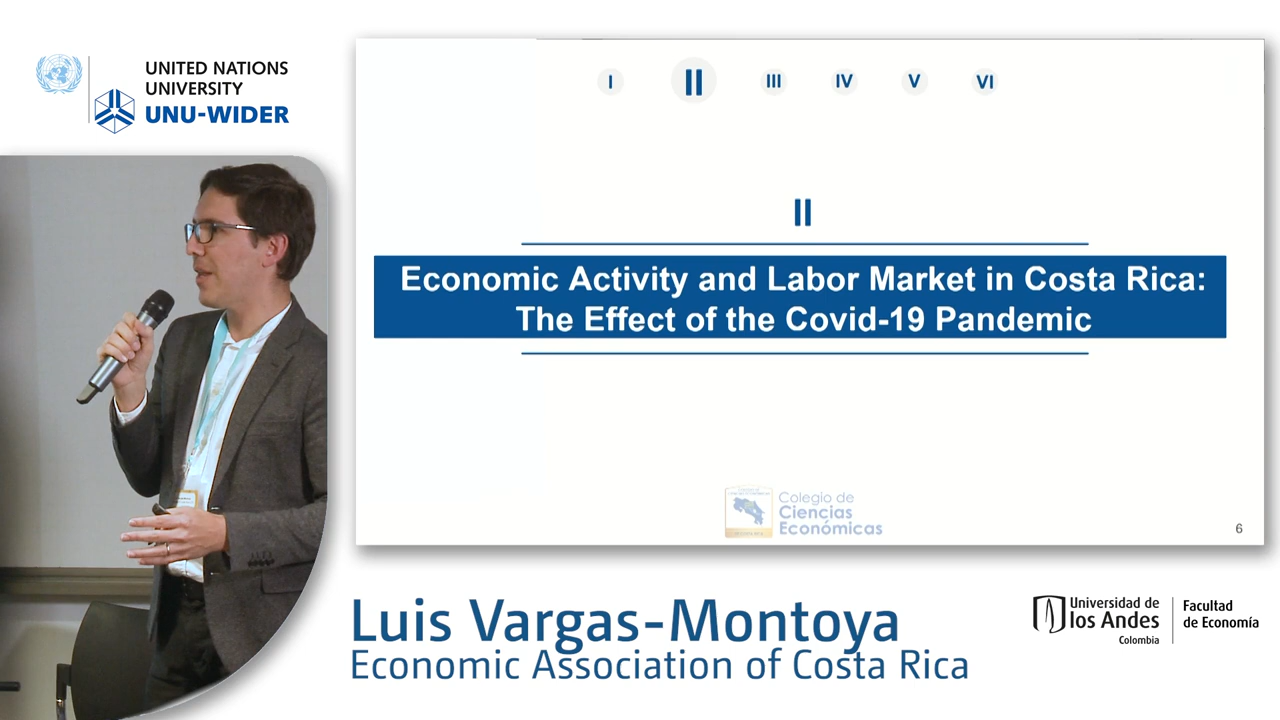 UNITED NATIONS
UNIVERSITY
UNU-WIDER
I
II
III
IV
V
VI
II
Economic Activity and Labor Market in Costa Rica:
The Effect of the Covid-19 Pandemic
Colegio de
Ciencias
Económicas
6
Luis Vargas-Montoya
Economic Association of Costa Rica
Universidad de
los Andes
Colombia
Facultad
de Economía